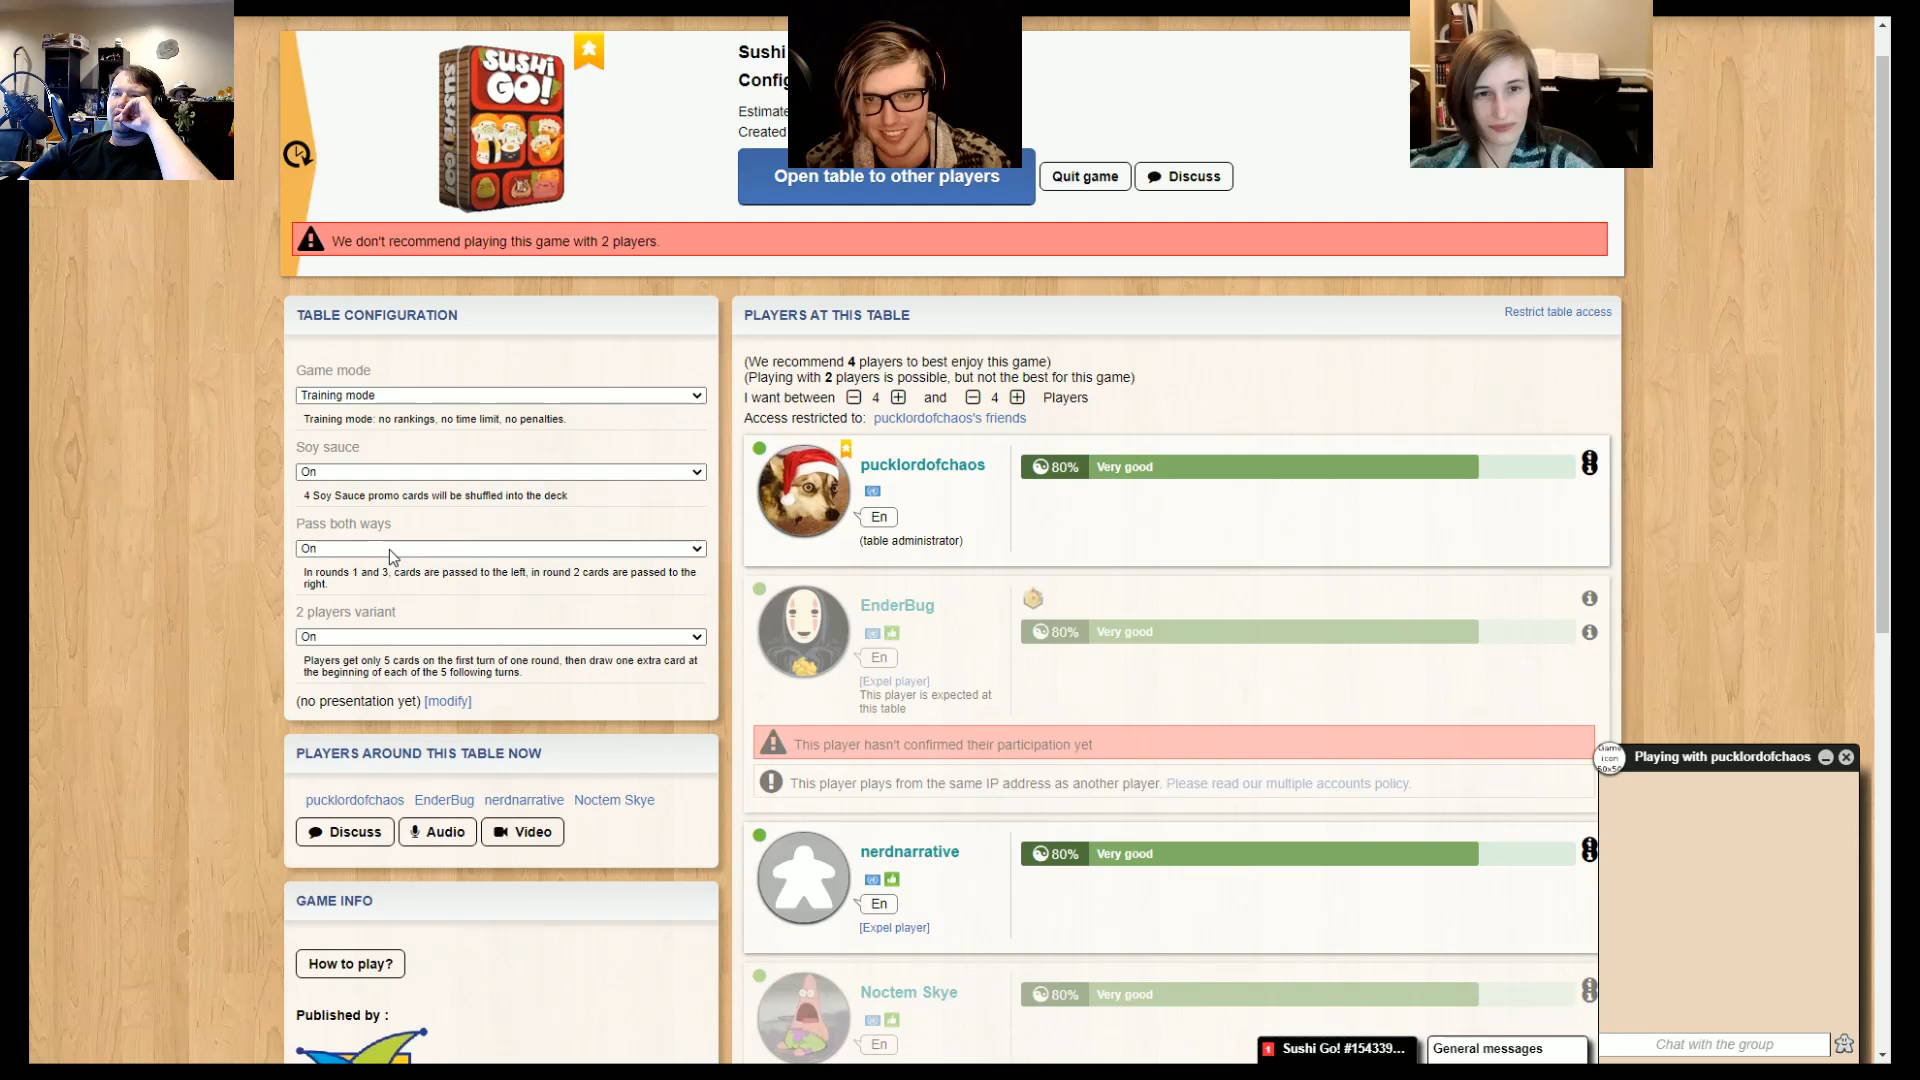 SUSHI GO!
SUSHI GO!
Sushi
Config
Estimate
Created
Open table to other players
Quit game
Discuss
We don't recommend playing this game with 2 players.
TABLE CONFIGURATION
Game mode
Training mode
Training mode: no rankings, no time limit, no penalties.
Soy sauce
On
4 Soy Sauce promo cards will be shuffled into the deck
Pass both ways
On
In rounds 1 and 3, cards are passed to the left, in round 2 cards are passed to the
right.
2 players variant
On
Players get only 5 cards on the first turn of one round, then draw one extra card at
the beginning of each of the 5 following turns.
(no presentation yet) [modify]
PLAYERS AROUND THIS TABLE NOW
pucklordofchaos EnderBug nerdnarrative Noctem Skye
Discuss Audio Video
GAME INFO
How to play?
Published by :
PLAYERS AT THIS TABLE
Restrict table access
(We recommend 4 players to best enjoy this game)
(Playing with 2 players is possible, but not the best for this game)
I want between 4 and 4 Players
Access restricted to: pucklordofchaos's friends
pucklordofchaos
80% Very good
En
(table administrator)
EnderBug
80% Very good
En
[Expel player]
This player is expected at
this table
This player hasn't confirmed their participation yet
This player plays from the same IP address as another player. Please read our multiple accounts policy.
nerdnarrative
80% Very good
En
[Expel player]
Noctem Skye
80% Very good
En
Game
icon
50x50
Playing with pucklordofchaos
Chat with the group
1 Sushi Go! #154339...
General messages